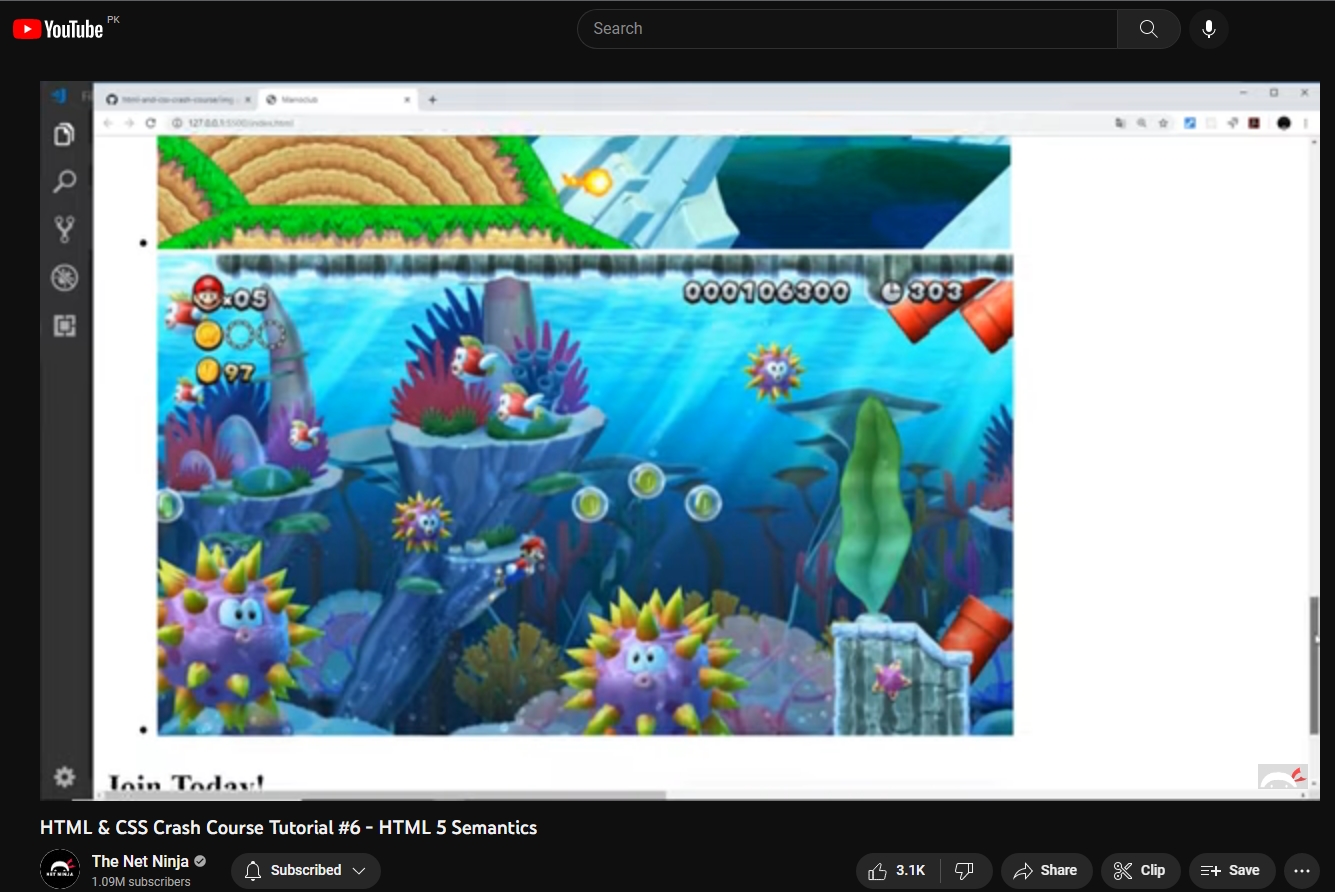 YouTube PK
Search
html-and-css-crash-course/img
Marioclub
127.0.0.1:5500/index.html
×05
000106300
303
97
Join Today!
HTML & CSS Crash Course Tutorial #6 - HTML 5 Semantics
The Net Ninja
1.09M subscribers
Subscribed
3.1K
Share
Clip
Save
NET NINJA